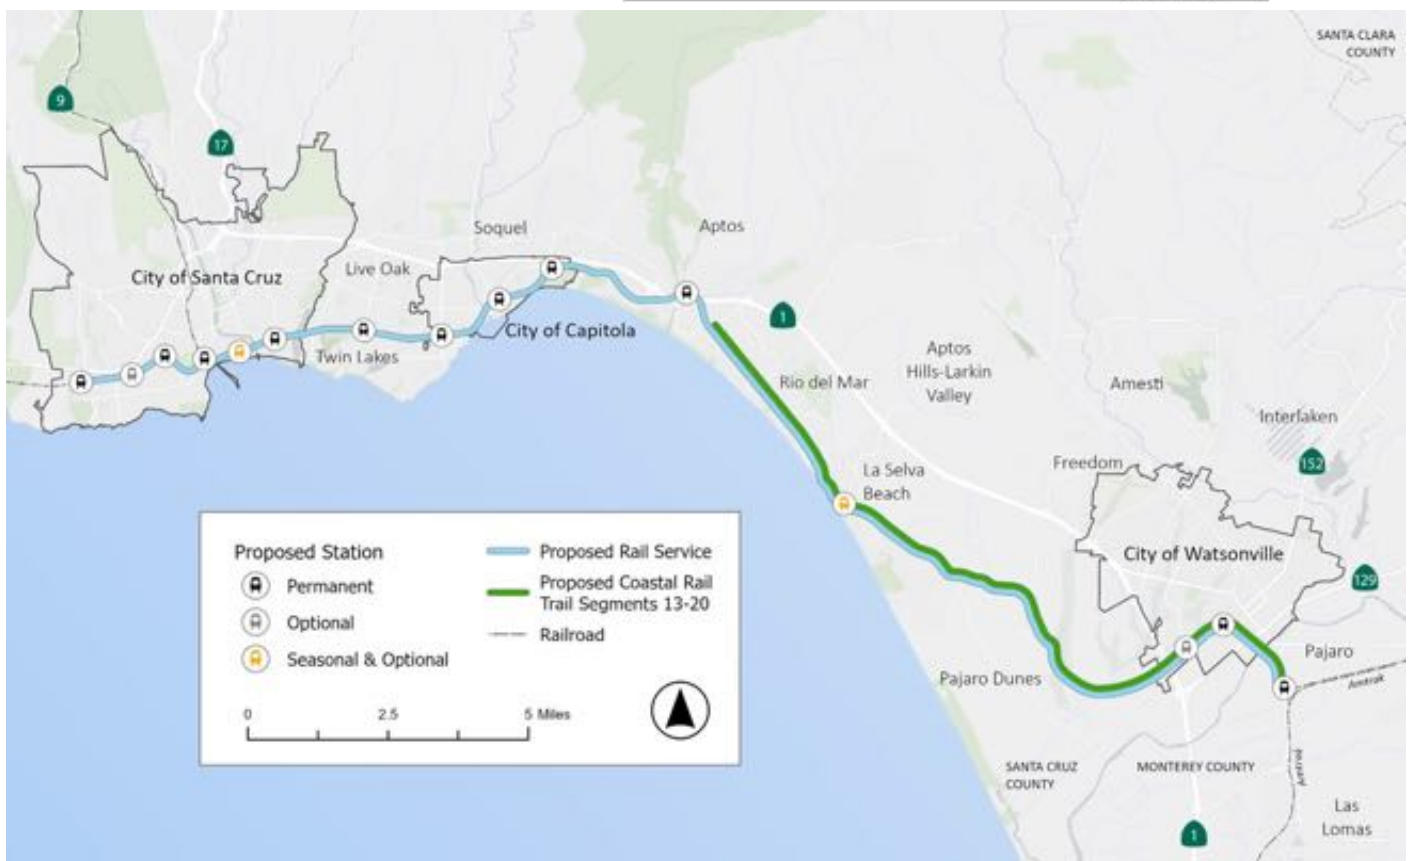 SANTA CLARA
COUNTY
9
17
Soquel
Aptos
City of Santa Cruz
Live Oak
1
City of Capitola
Twin Lakes
Aptos
Hills-Larkin
Valley
Rio del Mar
Amesti
Interlaken
La Selva
Beach
Freedom
152
City of Watsonville
129
Proposed Station
Permanent
Optional
Seasonal & Optional
Proposed Rail Service
Proposed Coastal Rail
Trail Segments 13-20
Railroad
0
2.5
5 Miles
Pajaro
Pajaro Dunes
Amtrak
Amtrak
SANTA CRUZ
COUNTY
MONTEREY COUNTY
Las
Lomas
1